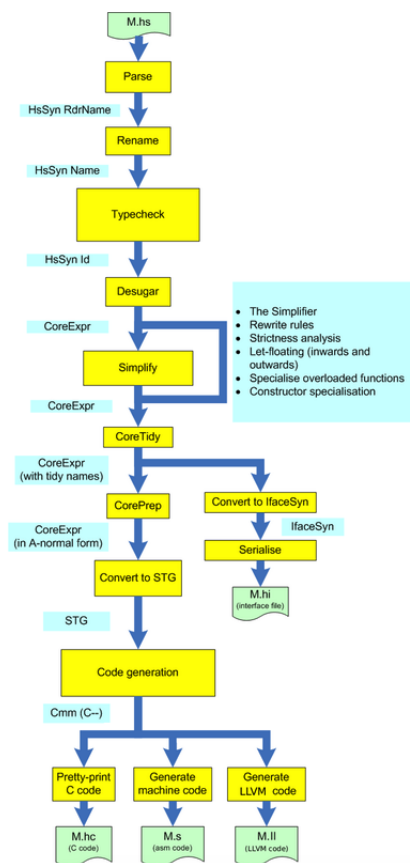 M.hs
Parse
HsSyn RdrName
Rename
HsSyn Name
Typecheck
HsSyn Id
Desugar
CoreExpr
• The Simplifier
• Rewrite rules
• Strictness analysis
• Let-floating (inwards and
outwards)
• Specialise overloaded functions
• Constructor specialisation
Simplify
CoreExpr
CoreTidy
CoreExpr
(with tidy names)
CorePrep
Convert to IfaceSyn
CoreExpr
(in A-normal form)
IfaceSyn
Serialise
Convert to STG
M.hi
(interface file)
STG
Code generation
Cmm (C--)
Pretty-print
C code
Generate
machine code
Generate
LLVM code
M.hc
(C code)
M.s
(asm code)
M.ll
(LLVM code)